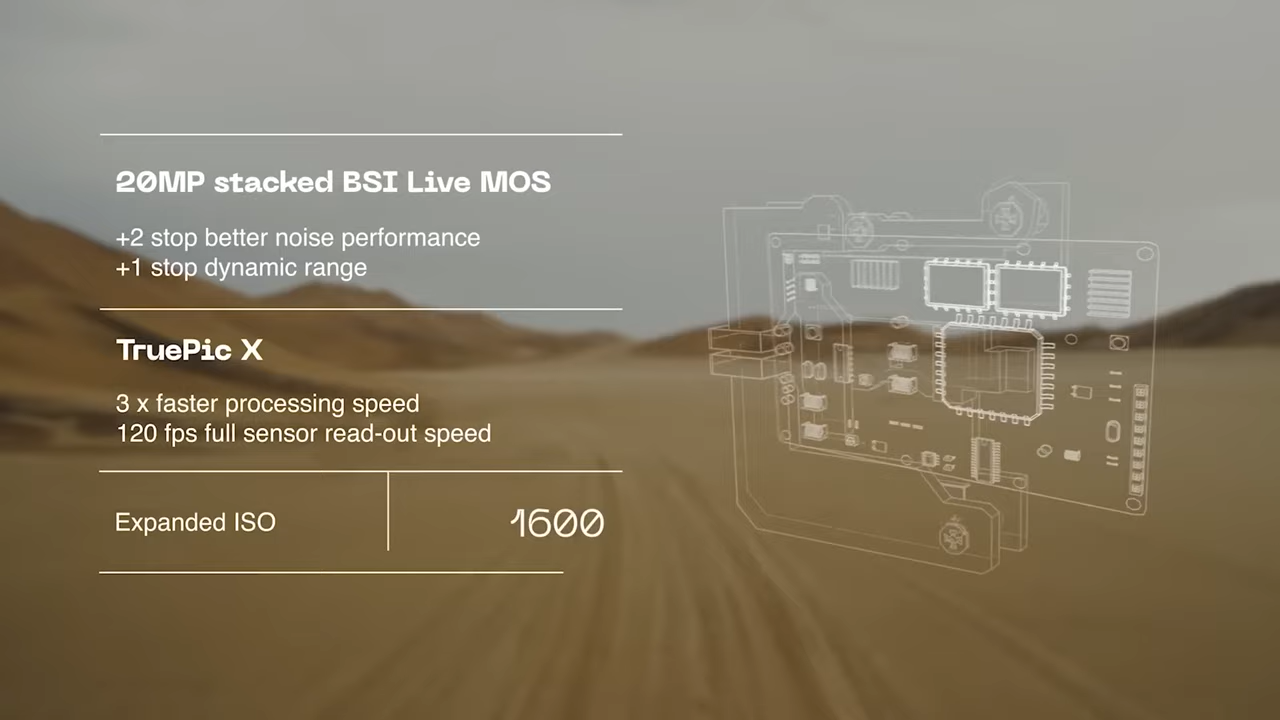 20MP stacked BSI Live MOS
+2 stop better noise performance
+1 stop dynamic range
TruePic X
3 x faster processing speed
120 fps full sensor read-out speed
Expanded ISO 1600